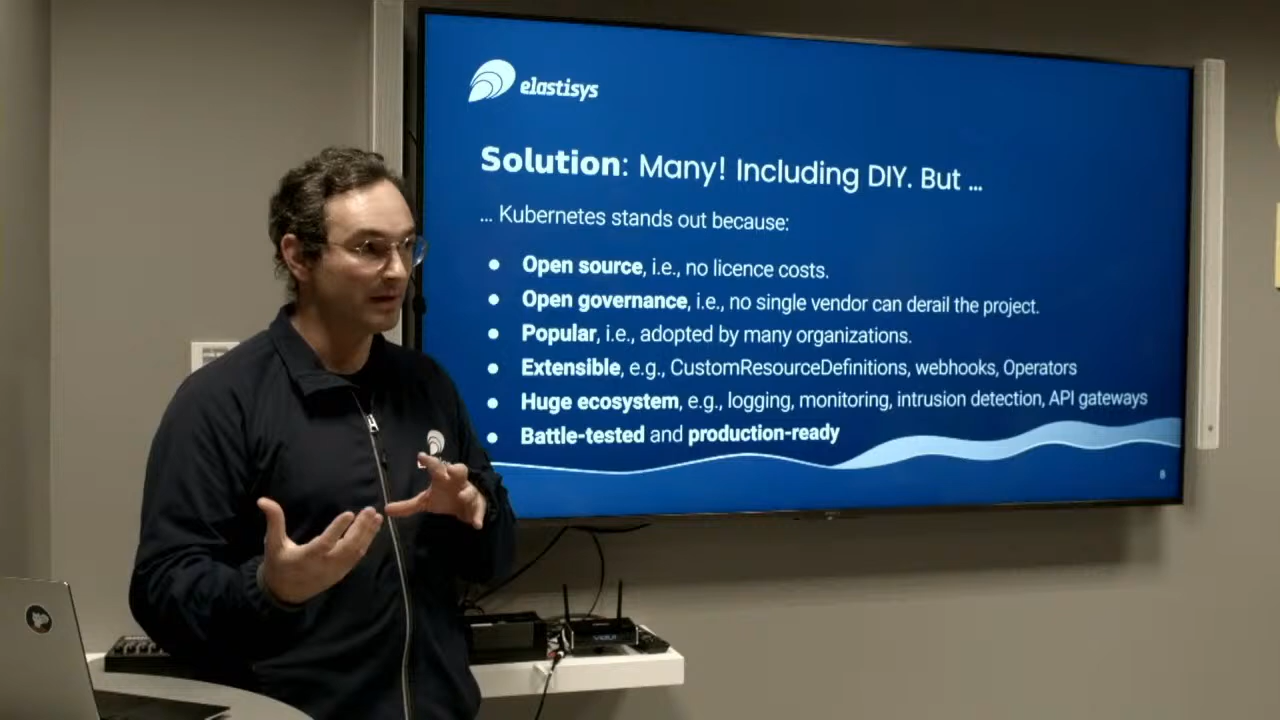 elastisys
Solution: Many! Including DIY. But ...
... Kubernetes stands out because:
● Open source, i.e., no licence costs.
● Open governance, i.e., no single vendor can derail the project.
● Popular, i.e., adopted by many organizations.
● Extensible, e.g., CustomResourceDefinitions, webhooks, Operators
● Huge ecosystem, e.g., logging, monitoring, intrusion detection, API gateways
● Battle-tested and production-ready
8